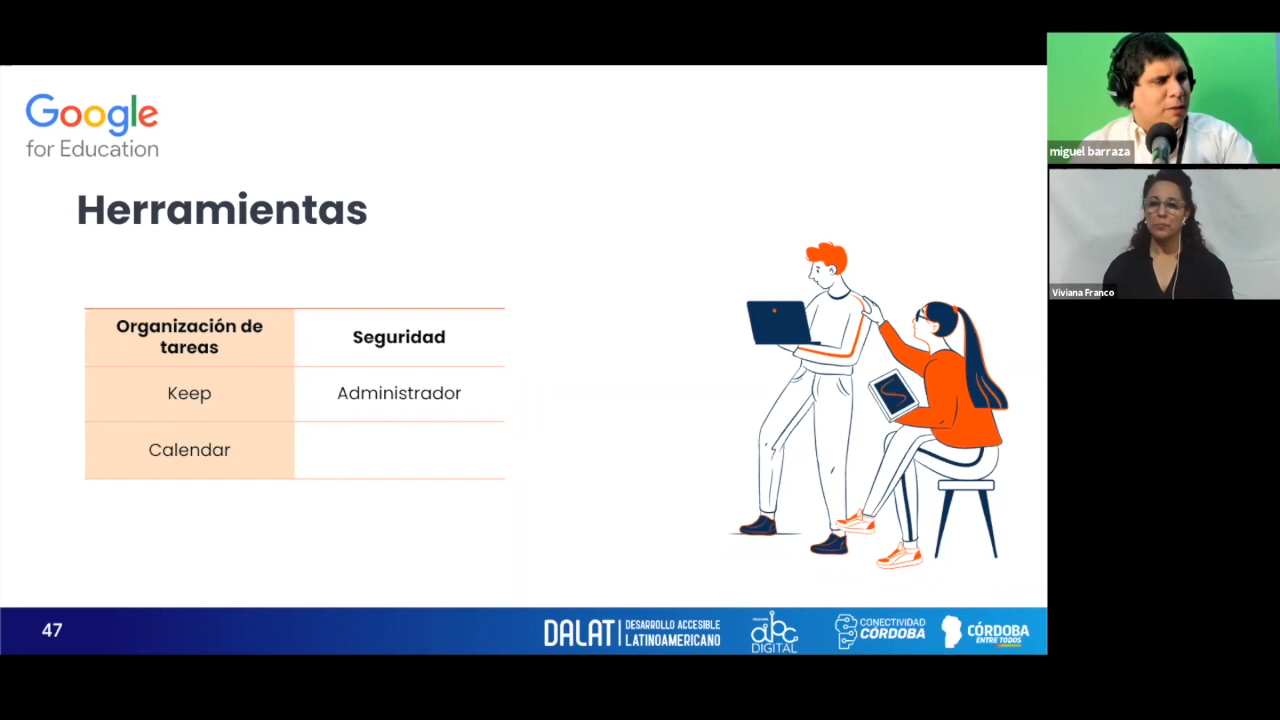 Google
for Education
Herramientas
Organización de
tareas
Seguridad
Keep
Administrador
Calendar
47
DALAT
DESARROLLO ACCESIBLE
LATINOAMERICANO
abc
DIGITAL
CONECTIVIDAD
CÓRDOBA
CÓRDOBA
ENTRE TODOS
miguel barraza
Viviana Franco